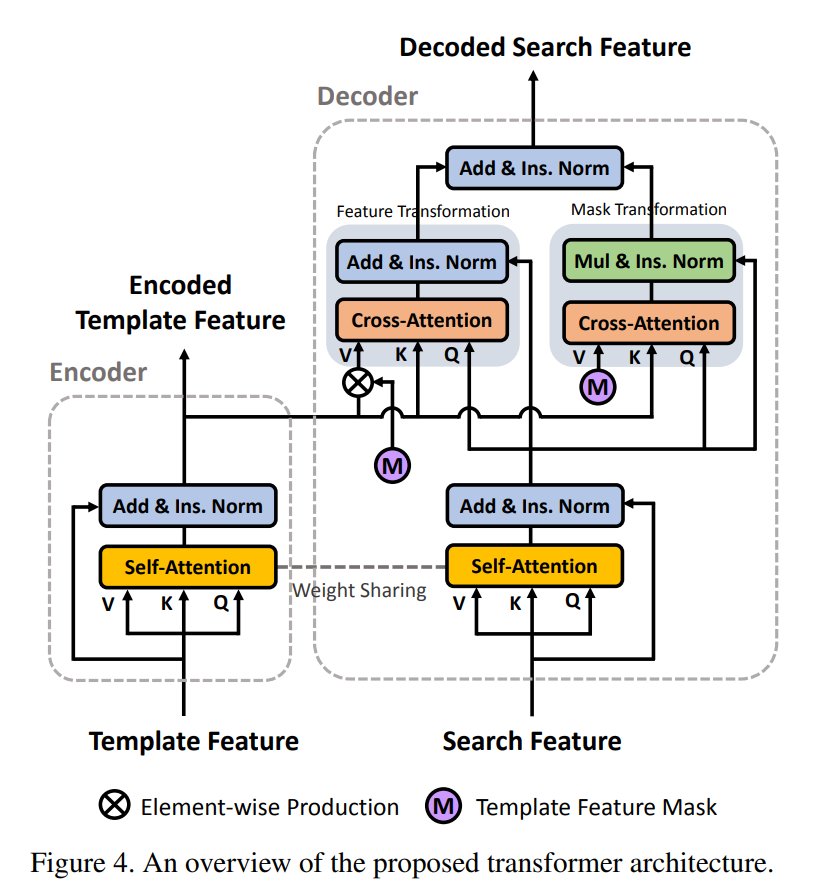 Decoded Search Feature
Decoder
Add & Ins. Norm
Feature Transformation
Mask Transformation
Add & Ins. Norm
Mul & Ins. Norm
Cross-Attention
Cross-Attention
V K Q
V K Q
M
Encoded
Template Feature
Encoder
M
Add & Ins. Norm
Add & Ins. Norm
Self-Attention
Self-Attention
Weight Sharing
V K Q
V K Q
Template Feature
Search Feature
Element-wise Production
M Template Feature Mask
Figure 4. An overview of the proposed transformer architecture.